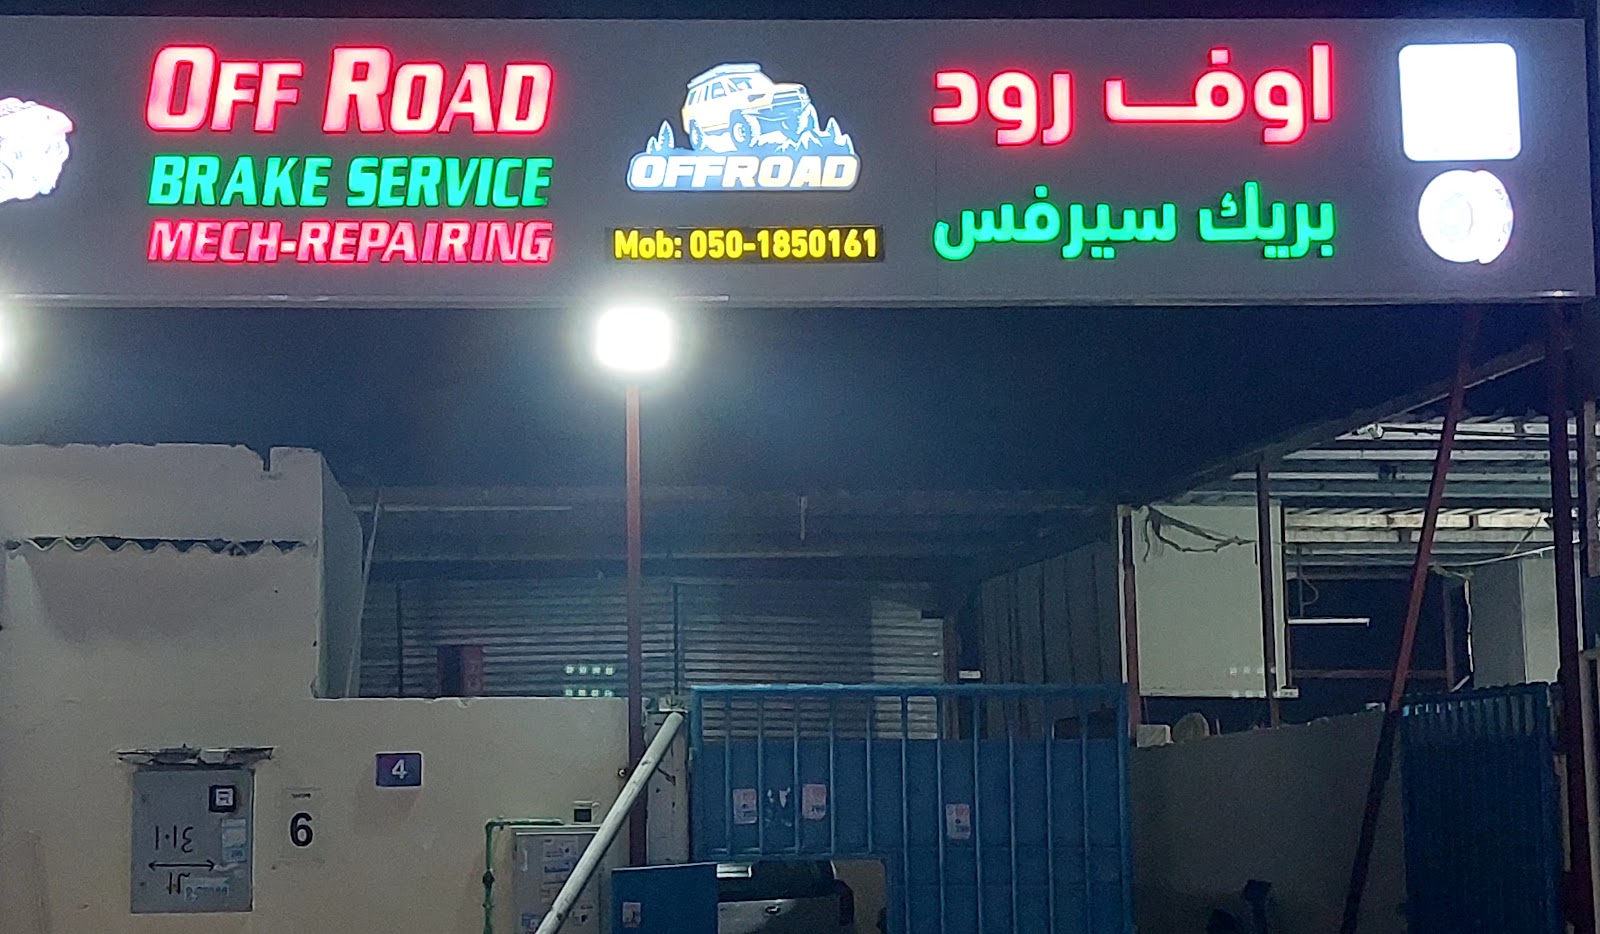 OFF ROAD
BRAKE SERVICE
MECH-REPAIRING
OFFROAD
Mob: 050-1850161
اوف رود
بريك سيرفس
4
6